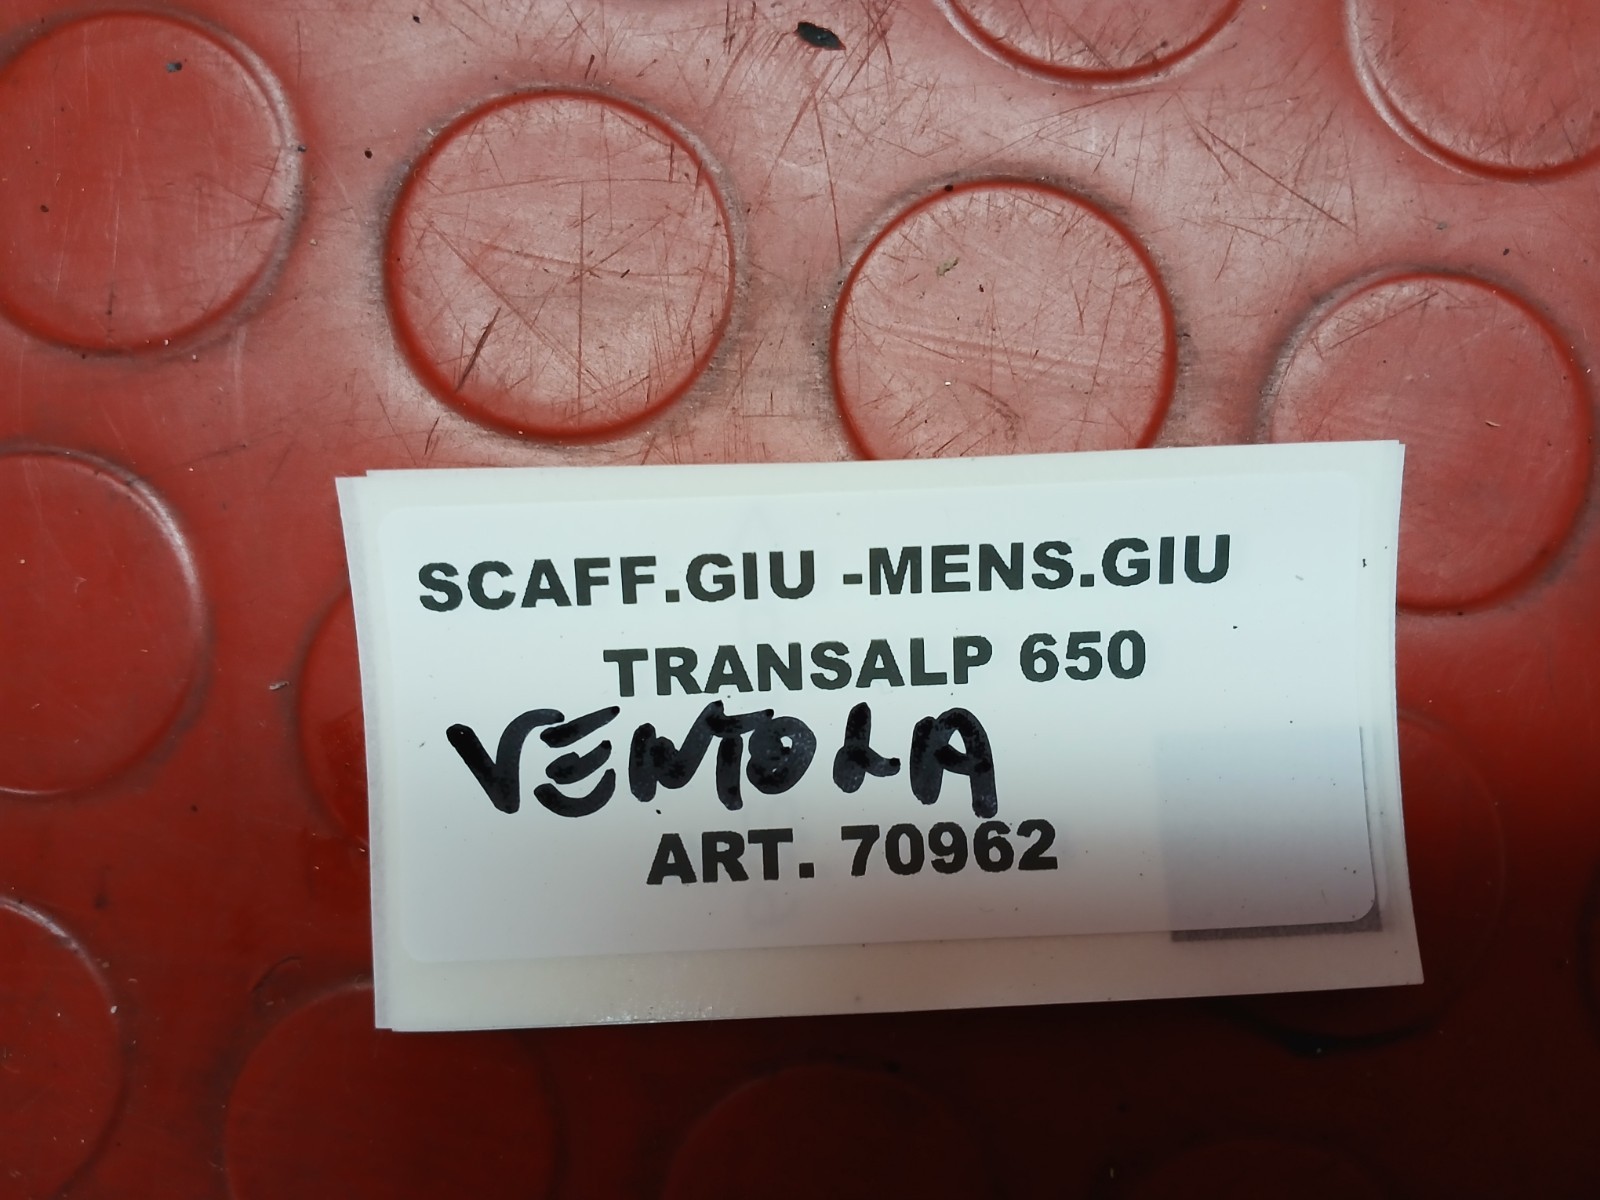 SCAFF.GIU -MENS.GIU
TRANSALP 650
VENTOLA
ART. 70962